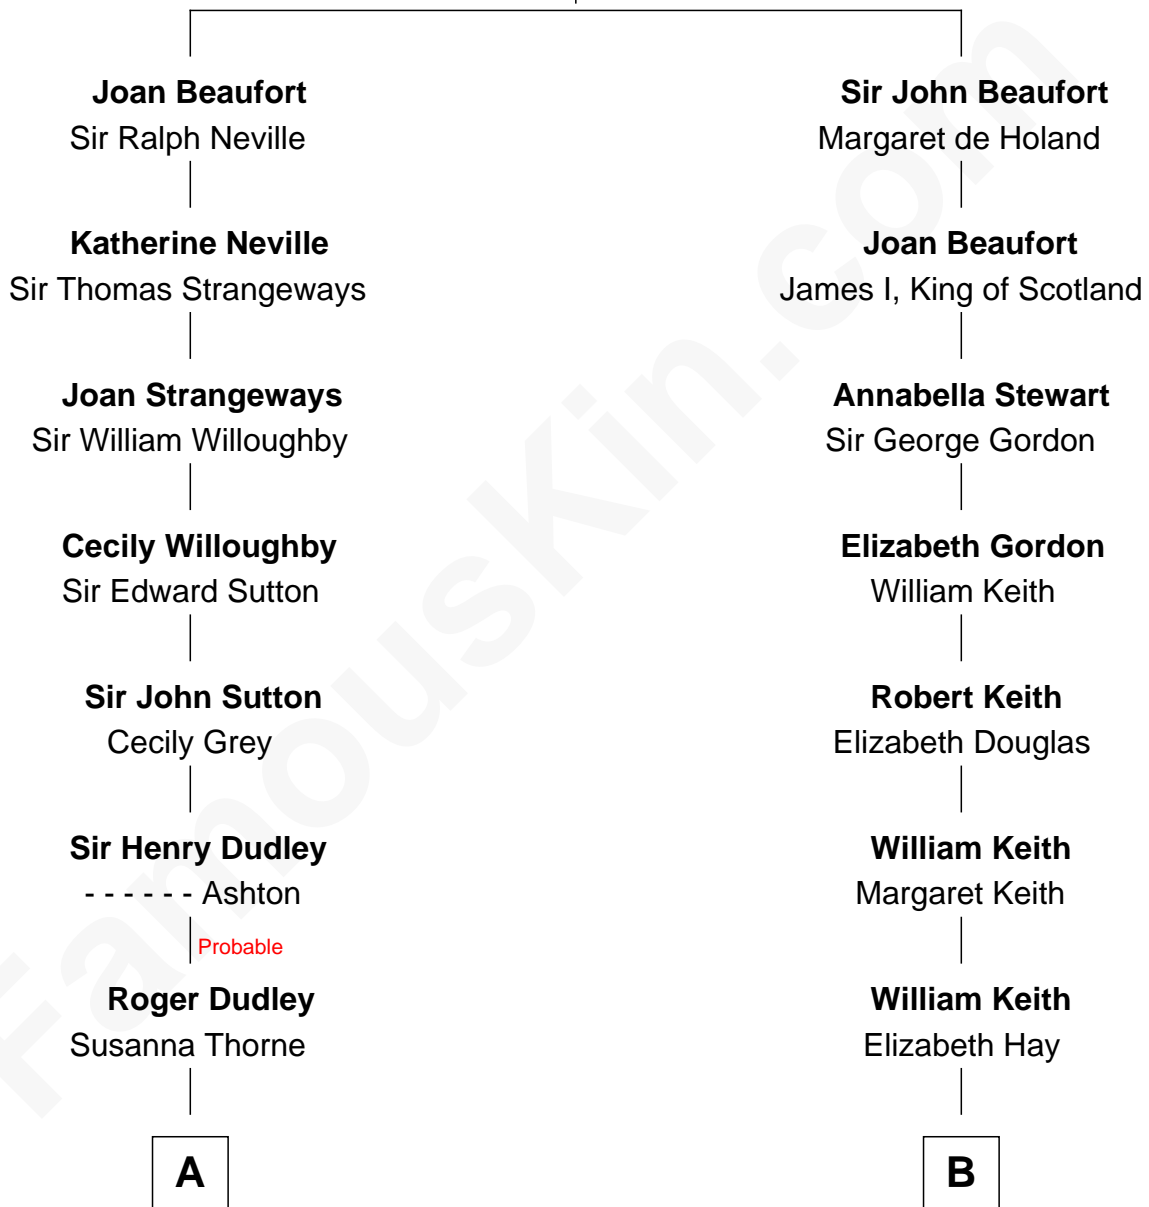 Joan Beaufort
Sir Ralph Neville
Katherine Neville
Sir Thomas Strangeways
Joan Strangeways
Sir William Willoughby
Cecily Willoughby
Sir Edward Sutton
Sir John Sutton
Cecily Grey
Sir Henry Dudley
- - - - - - Ashton
Probable
Roger Dudley
Susanna Thorne
A
Sir John Beaufort
Margaret de Holand
Joan Beaufort
James I, King of Scotland
Annabella Stewart
Sir George Gordon
Elizabeth Gordon
William Keith
Robert Keith
Elizabeth Douglas
William Keith
Margaret Keith
William Keith
Elizabeth Hay
B
FamousKin.com